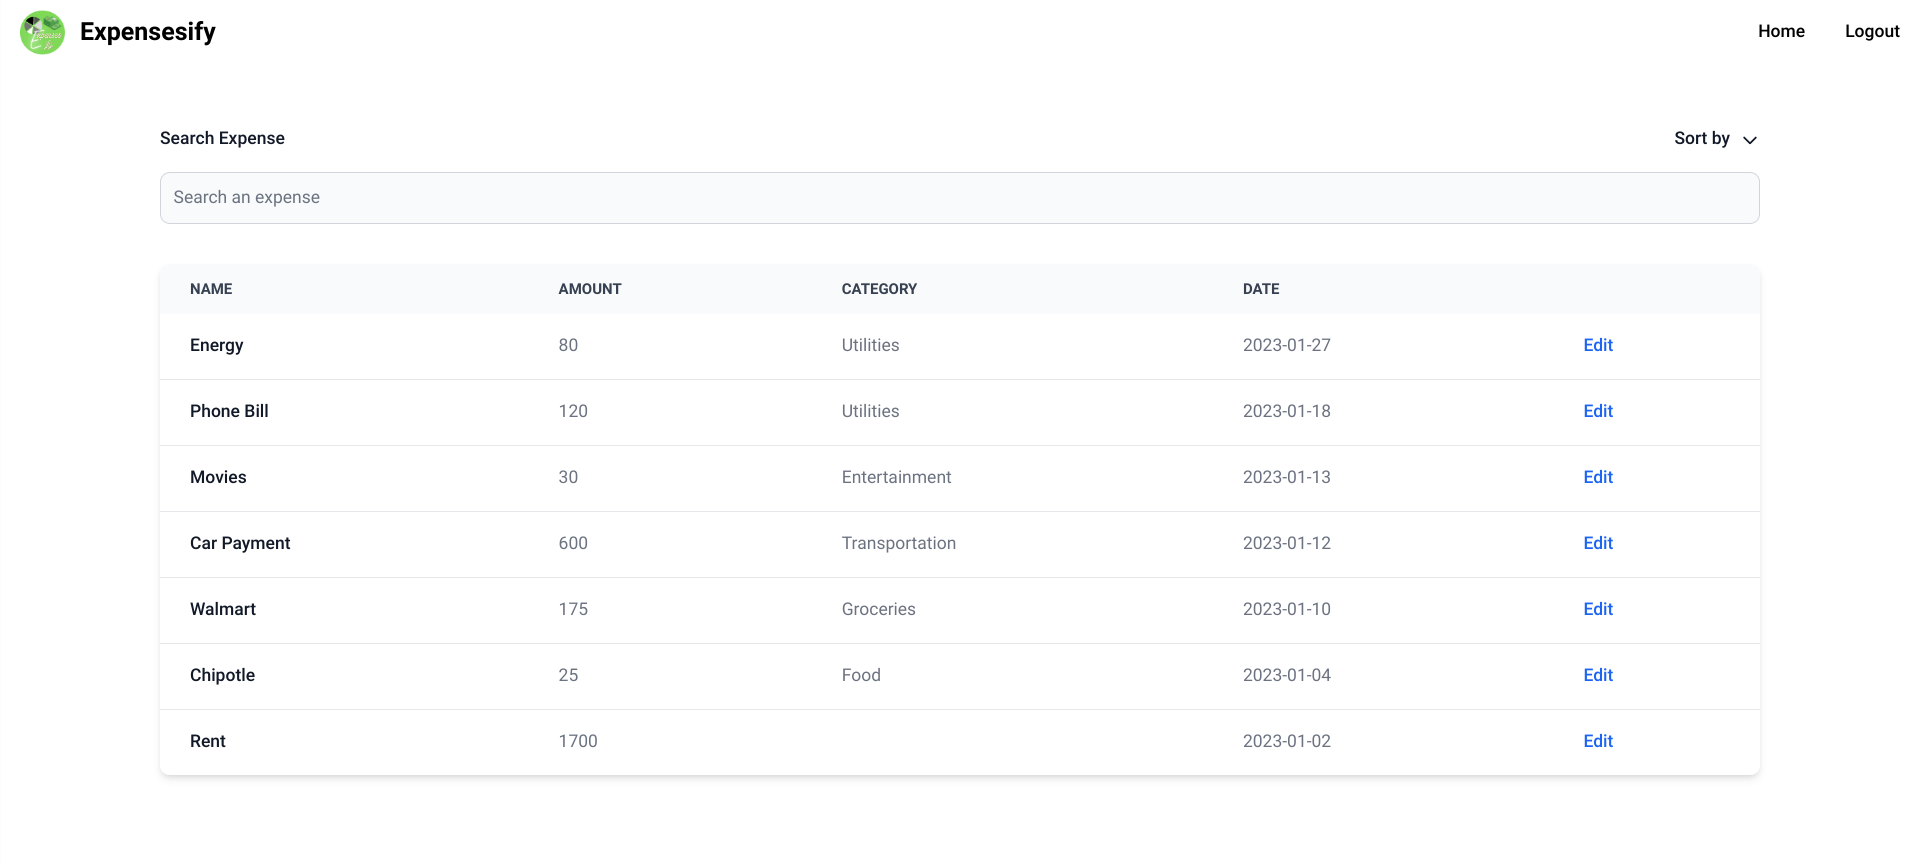 Expensesify
Home
Logout
Search Expense
Sort by
Search an expense
NAME AMOUNT CATEGORY DATE
Energy 80 Utilities 2023-01-27 Edit
Phone Bill 120 Utilities 2023-01-18 Edit
Movies 30 Entertainment 2023-01-13 Edit
Car Payment 600 Transportation 2023-01-12 Edit
Walmart 175 Groceries 2023-01-10 Edit
Chipotle 25 Food 2023-01-04 Edit
Rent 1700 2023-01-02 Edit